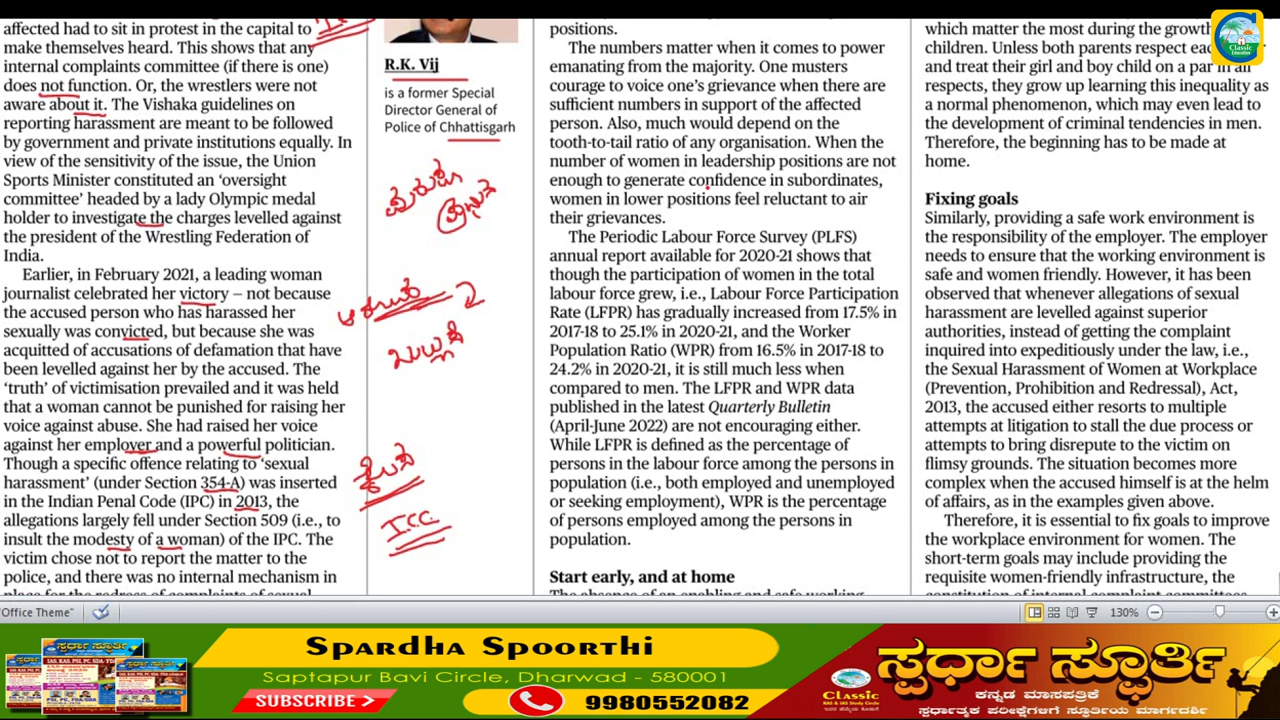 affected had to sit in protest in the capital to
make themselves heard. This shows that any
internal complaints committee (if there is one)
does not function. Or, the wrestlers were not
aware about it. The Vishaka guidelines on
reporting harassment are meant to be followed
by government and private institutions equally. In
view of the sensitivity of the issue, the Union
Sports Minister constituted an ‘oversight
committee’ headed by a lady Olympic medal
holder to investigate the charges levelled against
the president of the Wrestling Federation of
India.
Earlier, in February 2021, a leading woman
journalist celebrated her victory – not because
the accused person who has harassed her
sexually was convicted, but because she was
acquitted of accusations of defamation that have
been levelled against her by the accused. The
‘truth’ of victimisation prevailed and it was held
that a woman cannot be punished for raising her
voice against abuse. She had raised her voice
against her employer and a powerful politician.
Though a specific offence relating to ‘sexual
harassment’ (under Section 354-A) was inserted
in the Indian Penal Code (IPC) in 2013, the
allegations largely fell under Section 509 (i.e., to
insult the modesty of a woman) of the IPC. The
victim chose not to report the matter to the
police, and there was no internal mechanism in
place for the redress of complaints of sexual
R.K. Vij
is a former Special
Director General of
Police of Chhattisgarh
ICC
positions.
The numbers matter when it comes to power
emanating from the majority. One musters
courage to voice one’s grievance when there are
sufficient numbers in support of the affected
person. Also, much would depend on the
tooth-to-tail ratio of any organisation. When the
number of women in leadership positions are not
enough to generate confidence in subordinates,
women in lower positions feel reluctant to air
their grievances.
The Periodic Labour Force Survey (PLFS)
annual report available for 2020-21 shows that
though the participation of women in the total
labour force grew, i.e., Labour Force Participation
Rate (LFPR) has gradually increased from 17.5% in
2017-18 to 25.1% in 2020-21, and the Worker
Population Ratio (WPR) from 16.5% in 2017-18 to
24.2% in 2020-21, it is still much less when
compared to men. The LFPR and WPR data
published in the latest Quarterly Bulletin
(April-June 2022) are not encouraging either.
While LFPR is defined as the percentage of
persons in the labour force among the persons in
population (i.e., both employed and unemployed
or seeking employment), WPR is the percentage
of persons employed among the persons in
population.
Start early, and at home
The absence of an enabling and safe working
which matter the most during the growth
children. Unless both parents respect
and treat their girl and boy child on a par in all
respects, they grow up learning this inequality as
a normal phenomenon, which may even lead to
the development of criminal tendencies in men.
Therefore, the beginning has to be made at
home.
Fixing goals
Similarly, providing a safe work environment is
the responsibility of the employer. The employer
needs to ensure that the working environment is
safe and women friendly. However, it has been
observed that whenever allegations of sexual
harassment are levelled against superior
authorities, instead of getting the complaint
inquired into expeditiously under the law, i.e.,
the Sexual Harassment of Women at Workplace
(Prevention, Prohibition and Redressal), Act,
2013, the accused either resorts to multiple
attempts at litigation to stall the due process or
attempts to bring disrepute to the victim on
flimsy grounds. The situation becomes more
complex when the accused himself is at the helm
of affairs, as in the examples given above.
Therefore, it is essential to fix goals to improve
the workplace environment for women. The
short-term goals may include providing the
requisite women-friendly infrastructure, the
constitution of internal complaint committees
Classic
Education
"Office Theme"
130%
Spardha Spoorthi
Saptapur Bavi Circle, Dharwad - 580001
SUBSCRIBE
9980552082
ಸ್ಪರ್ಧಾ ಸ್ಫೂರ್ತಿ
ಕನ್ನಡ ಮಾಸಪತ್ರಿಕೆ
ಸ್ಪರ್ಧಾತ್ಮಕ ಪರೀಕ್ಷೆಗಳಿಗೆ ಸ್ಫೂರ್ತಿಯ ಮಾರ್ಗದರ್ಶಿ
Classic
KAS & IAS Study Circle